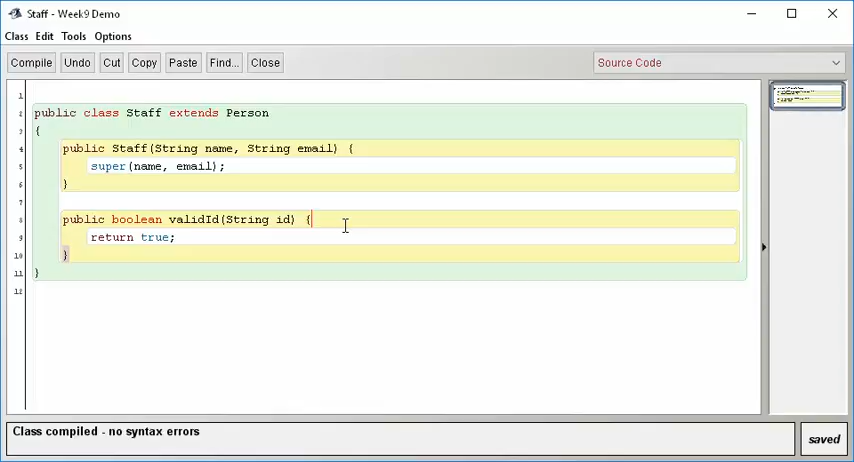 Staff - Week9 Demo
Class Edit Tools Options
Compile Undo Cut Copy Paste Find... Close Source Code
1
2 public class Staff extends Person
3 {
4 public Staff(String name, String email) {
5 super(name, email);
6 }
7
8 public boolean validId(String id) {
9 return true;
10 }
11 }
12
Class compiled - no syntax errors
saved